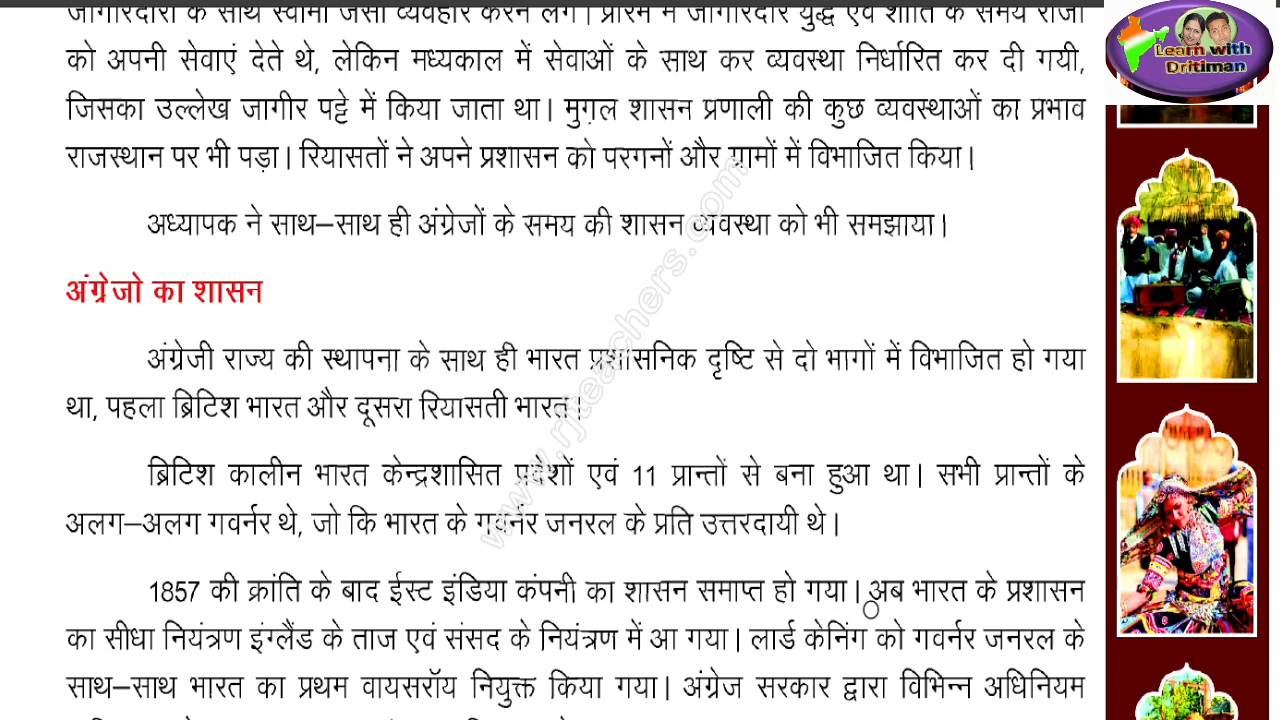 जागीरदारों के साथ स्वामी जैसा व्यवहार करने लगे। प्रारंभ में जागीरदार युद्ध एवं शांति के समय राजा
को अपनी सेवाएं देते थे, लेकिन मध्यकाल में सेवाओं के साथ कर व्यवस्था निर्धारित कर दी गयी,
जिसका उल्लेख जागीर पट्टे में किया जाता था। मुग़ल शासन प्रणाली की कुछ व्यवस्थाओं का प्रभाव
राजस्थान पर भी पड़ा। रियासतों ने अपने प्रशासन को परगनों और ग्रामों में विभाजित किया।
अध्यापक ने साथ–साथ ही अंग्रेजों के समय की शासन व्यवस्था को भी समझाया।
अंग्रेजो का शासन
अंग्रेजी राज्य की स्थापना के साथ ही भारत प्रशासनिक दृष्टि से दो भागों में विभाजित हो गया
था, पहला ब्रिटिश भारत और दूसरा रियासती भारत।
ब्रिटिश कालीन भारत केन्द्रशासित प्रदेशों एवं 11 प्रान्तों से बना हुआ था। सभी प्रान्तों के
अलग–अलग गवर्नर थे, जो कि भारत के गवर्नर जनरल के प्रति उत्तरदायी थे।
1857 की क्रांति के बाद ईस्ट इंडिया कंपनी का शासन समाप्त हो गया। अब भारत के प्रशासन
का सीधा नियंत्रण इंग्लैंड के ताज एवं संसद के नियंत्रण में आ गया। लार्ड केनिंग को गवर्नर जनरल के
साथ–साथ भारत का प्रथम वायसरॉय नियुक्त किया गया। अंग्रेज सरकार द्वारा विभिन्न अधिनियम
www.rjteachers.com
Learn with
Dritiman